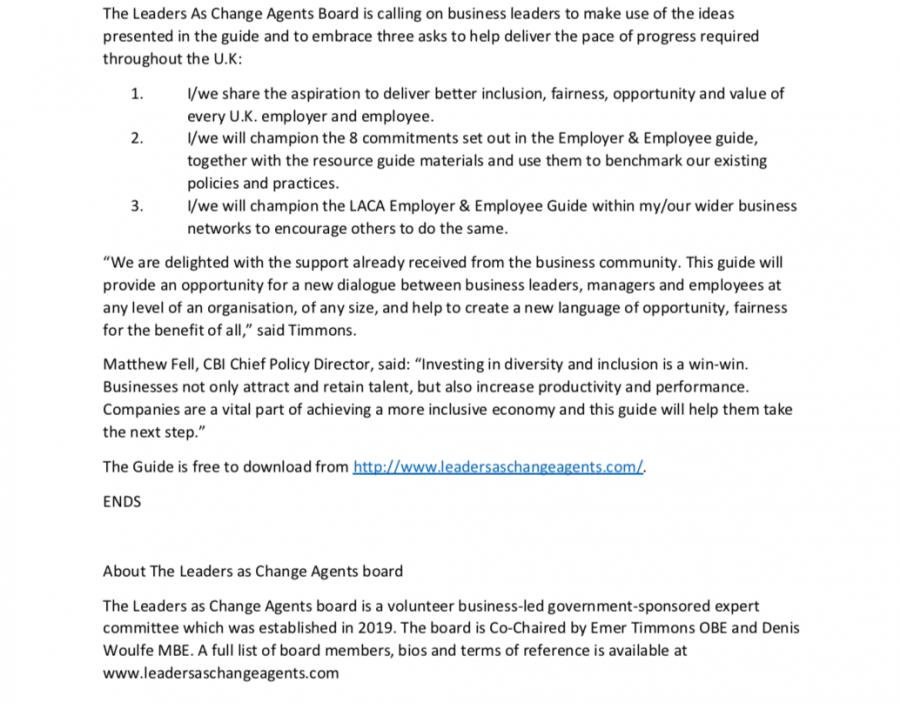 The Leaders As Change Agents Board is calling on business leaders to make use of the ideas
presented in the guide and to embrace three asks to help deliver the pace of progress required
throughout the U.K:
1. I/we share the aspiration to deliver better inclusion, fairness, opportunity and value of
every U.K. employer and employee.
2. I/we will champion the 8 commitments set out in the Employer & Employee guide,
together with the resource guide materials and use them to benchmark our existing
policies and practices.
3. I/we will champion the LACA Employer & Employee Guide within my/our wider business
networks to encourage others to do the same.
“We are delighted with the support already received from the business community. This guide will
provide an opportunity for a new dialogue between business leaders, managers and employees at
any level of an organisation, of any size, and help to create a new language of opportunity, fairness
for the benefit of all,” said Timmons.
Matthew Fell, CBI Chief Policy Director, said: “Investing in diversity and inclusion is a win-win.
Businesses not only attract and retain talent, but also increase productivity and performance.
Companies are a vital part of achieving a more inclusive economy and this guide will help them take
the next step.”
The Guide is free to download from http://www.leadersaschangeagents.com/.
ENDS
About The Leaders as Change Agents board
The Leaders as Change Agents board is a volunteer business-led government-sponsored expert
committee which was established in 2019. The board is Co-Chaired by Emer Timmons OBE and Denis
Woulfe MBE. A full list of board members, bios and terms of reference is available at
www.leadersaschangeagents.com